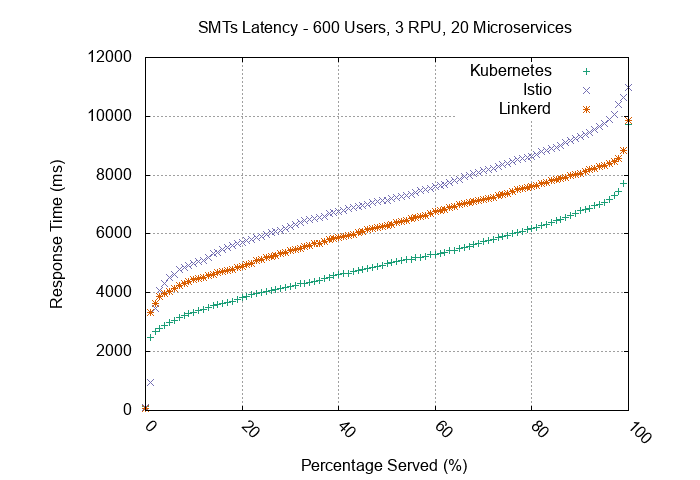 SMTs Latency - 600 Users, 3 RPU, 20 Microservices
12000
10000
8000
6000
4000
2000
0
Response Time (ms)
Kubernetes
Istio
Linkerd
0
20
40
60
80
100
Percentage Served (%)